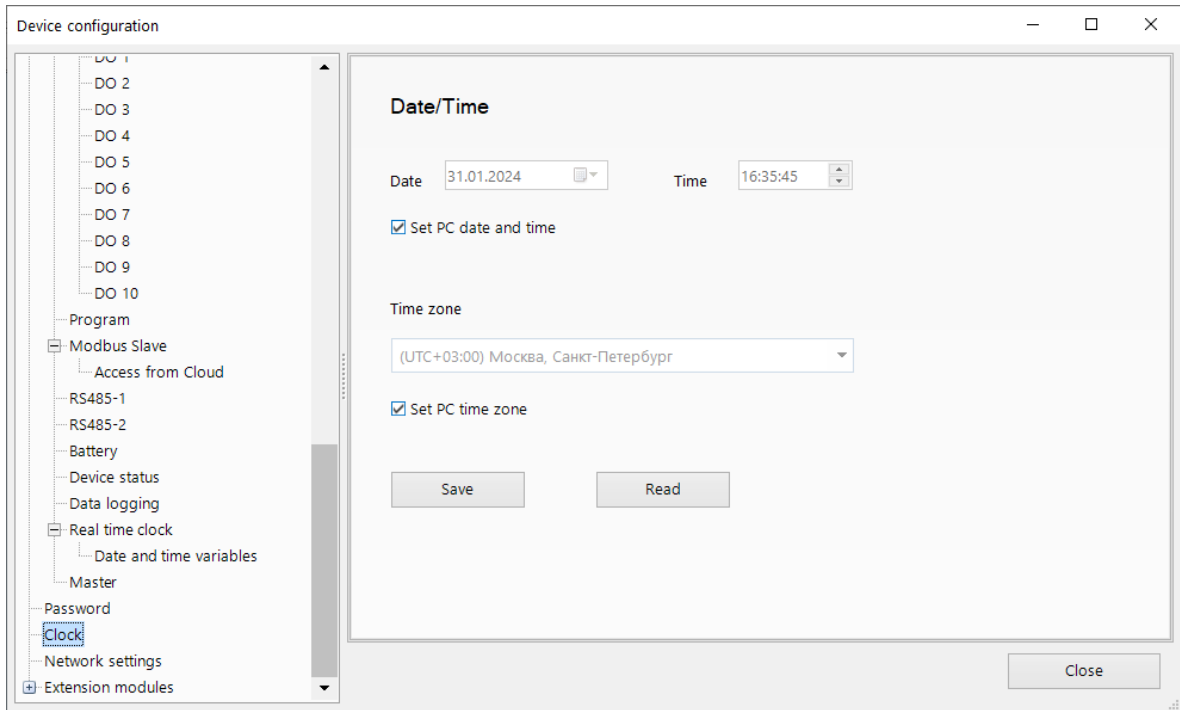 Device configuration
DO 1
DO 2
DO 3
DO 4
DO 5
DO 6
DO 7
DO 8
DO 9
DO 10
Program
Modbus Slave
Access from Cloud
RS485-1
RS485-2
Battery
Device status
Data logging
Real time clock
Date and time variables
Master
Password
Clock
Network settings
Extension modules
Date/Time
Date 31.01.2024 Time 16:35:45
Set PC date and time
Time zone
(UTC+03:00) Москва, Санкт-Петербург
Set PC time zone
Save Read
Close